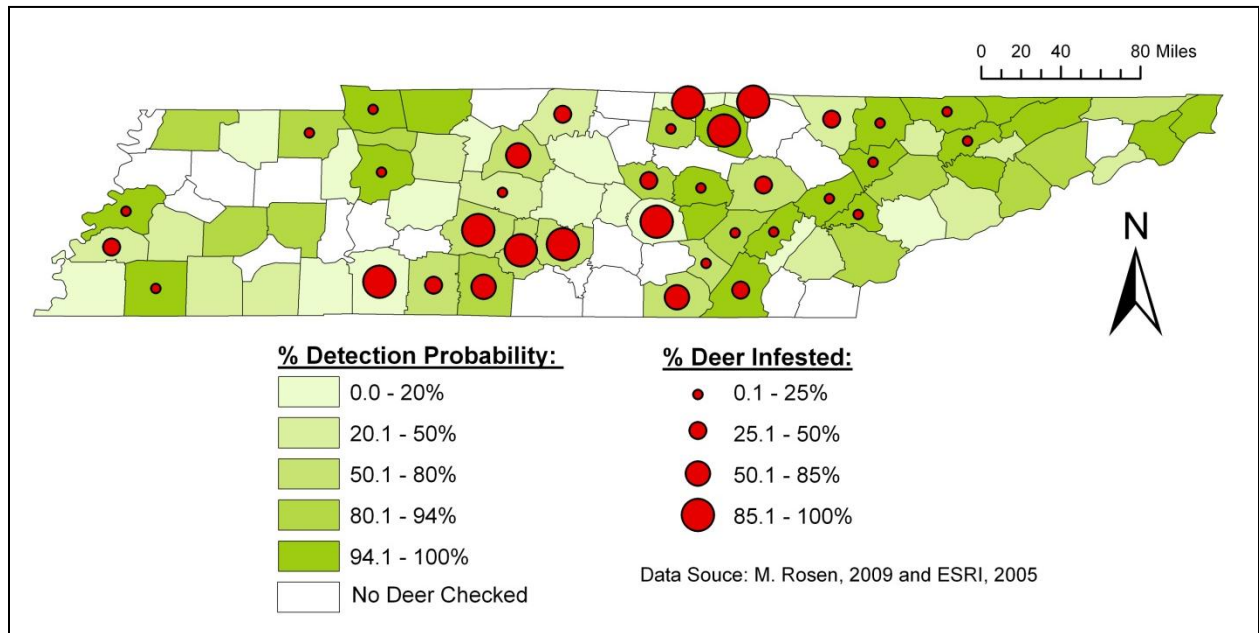 0 20 40 80 Miles
N
% Detection Probability:
0.0 - 20%
20.1 - 50%
50.1 - 80%
80.1 - 94%
94.1 - 100%
No Deer Checked
% Deer Infested:
0.1 - 25%
25.1 - 50%
50.1 - 85%
85.1 - 100%
Data Souce: M. Rosen, 2009 and ESRI, 2005